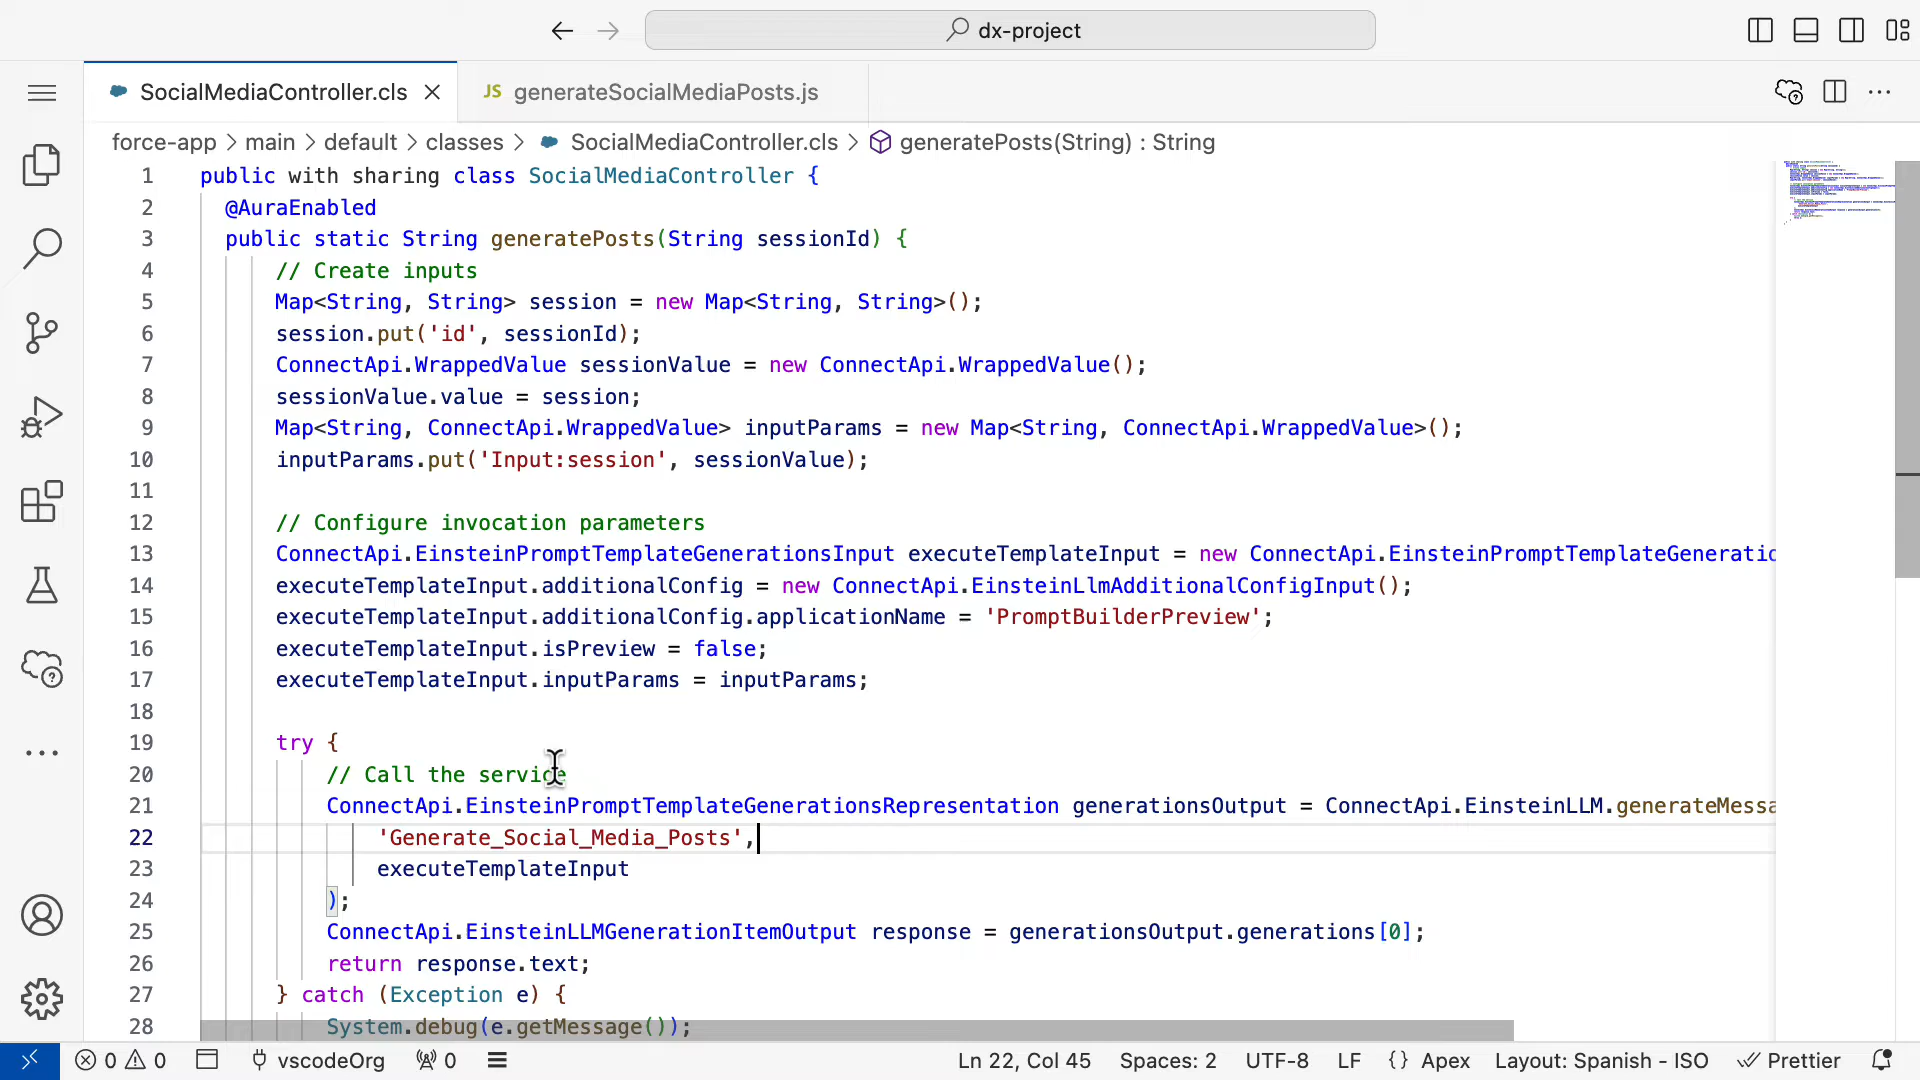 dx-project
SocialMediaController.cls
JS generateSocialMediaPosts.js
force-app > main > default > classes > SocialMediaController.cls > generatePosts(String) : String
1 public with sharing class SocialMediaController {
2 @AuraEnabled
3 public static String generatePosts(String sessionId) {
4 // Create inputs
5 Map<String, String> session = new Map<String, String>();
6 session.put('id', sessionId);
7 ConnectApi.WrappedValue sessionValue = new ConnectApi.WrappedValue();
8 sessionValue.value = session;
9 Map<String, ConnectApi.WrappedValue> inputParams = new Map<String, ConnectApi.WrappedValue>();
10 inputParams.put('Input:session', sessionValue);
11
12 // Configure invocation parameters
13 ConnectApi.EinsteinPromptTemplateGenerationsInput executeTemplateInput = new ConnectApi.EinsteinPromptTemplateGeneratio
14 executeTemplateInput.additionalConfig = new ConnectApi.EinsteinLlmAdditionalConfigInput();
15 executeTemplateInput.additionalConfig.applicationName = 'PromptBuilderPreview';
16 executeTemplateInput.isPreview = false;
17 executeTemplateInput.inputParams = inputParams;
18
19 try {
20 // Call the service
21 ConnectApi.EinsteinPromptTemplateGenerationsRepresentation generationsOutput = ConnectApi.EinsteinLLM.generateMessa
22 'Generate_Social_Media_Posts',
23 executeTemplateInput
24 );
25 ConnectApi.EinsteinLLMGenerationItemOutput response = generationsOutput.generations[0];
26 return response.text;
27 } catch (Exception e) {
28 System.debug(e.getMessage());
0 0 vscodeOrg 0 Ln 22, Col 45 Spaces: 2 UTF-8 LF {} Apex Layout: Spanish - ISO Prettier